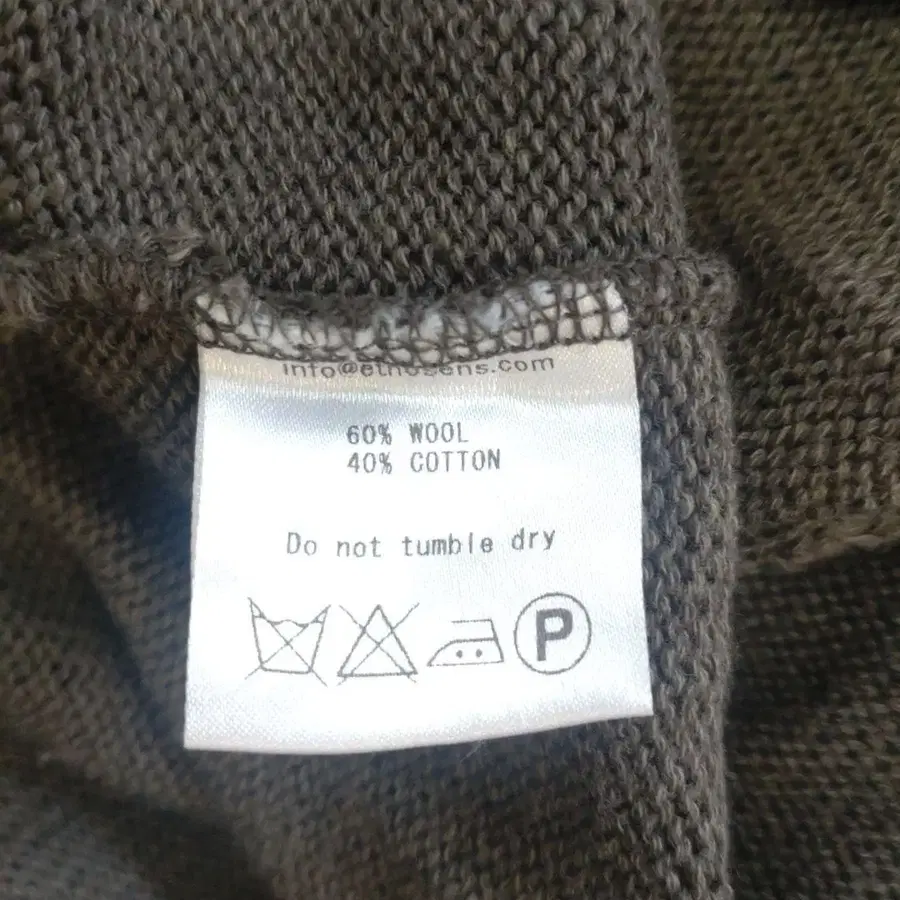 info@ethosens.com
60% WOOL
40% COTTON
Do not tumble dry
P